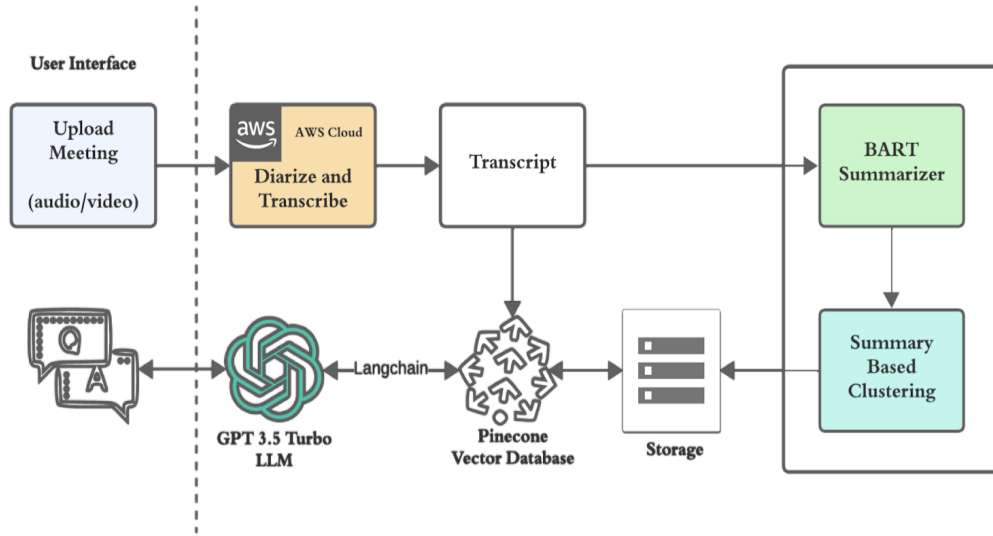 User Interface
Upload
Meeting
(audio/video)
aws
AWS Cloud
Diarize and
Transcribe
Transcript
BART
Summarizer
Q
A
GPT 3.5 Turbo
LLM
Langchain
Pinecone
Vector Database
Storage
Summary
Based
Clustering